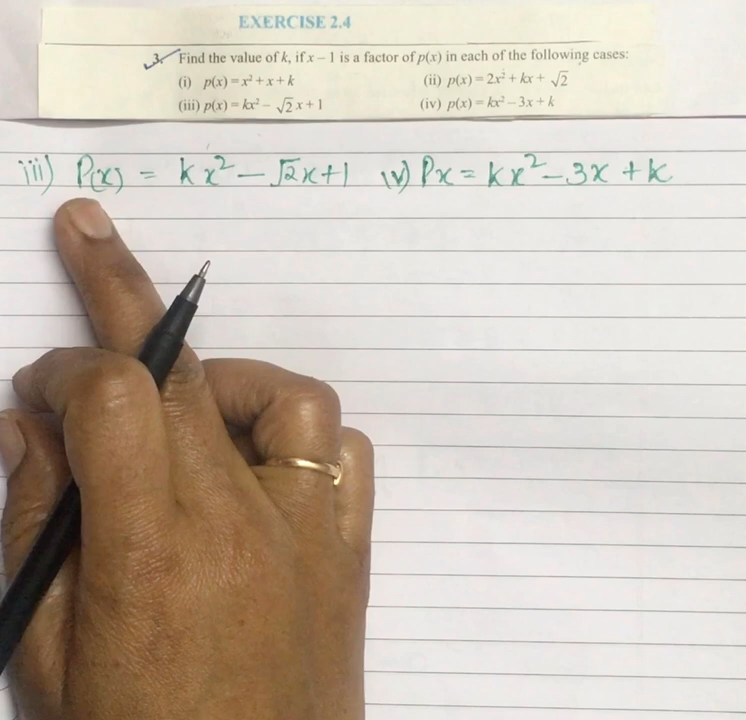 EXERCISE 2.4
3. Find the value of k, if x – 1 is a factor of p(x) in each of the following cases:
(i) p(x) = x² + x + k (ii) p(x) = 2x² + kx + √2
(iii) p(x) = kx² – √2 x + 1 (iv) p(x) = kx² – 3x + k
iii) P(x) = kx² – √2x+1 iv) Px = kx² – 3x + k